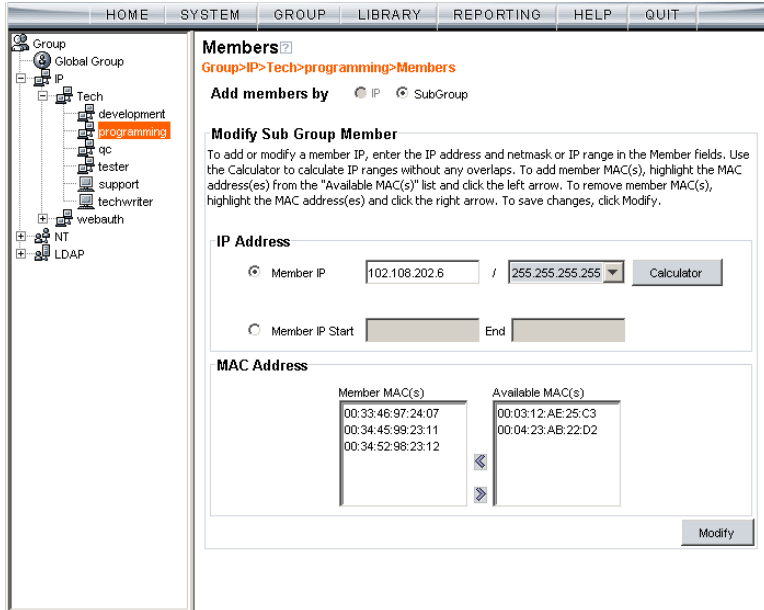 HOME SYSTEM GROUP LIBRARY REPORTING HELP QUIT
Group
Global Group
IP
Tech
development
programming
qc
tester
support
techwriter
webauth
NT
LDAP
Members?
Group>IP>Tech>programming>Members
Add members by IP SubGroup
Modify Sub Group Member
To add or modify a member IP, enter the IP address and netmask or IP range in the Member fields. Use
the Calculator to calculate IP ranges without any overlaps. To add member MAC(s), highlight the MAC
address(es) from the "Available MAC(s)" list and click the left arrow. To remove member MAC(s),
highlight the MAC address(es) and click the right arrow. To save changes, click Modify.
IP Address
Member IP 102.108.202.6 / 255.255.255.255 Calculator
Member IP Start End
MAC Address
Member MAC(s) Available MAC(s)
00:33:46:97:24:07 00:03:12:AE:25:C3
00:34:45:99:23:11 00:04:23:AB:22:D2
00:34:52:98:23:12
Modify